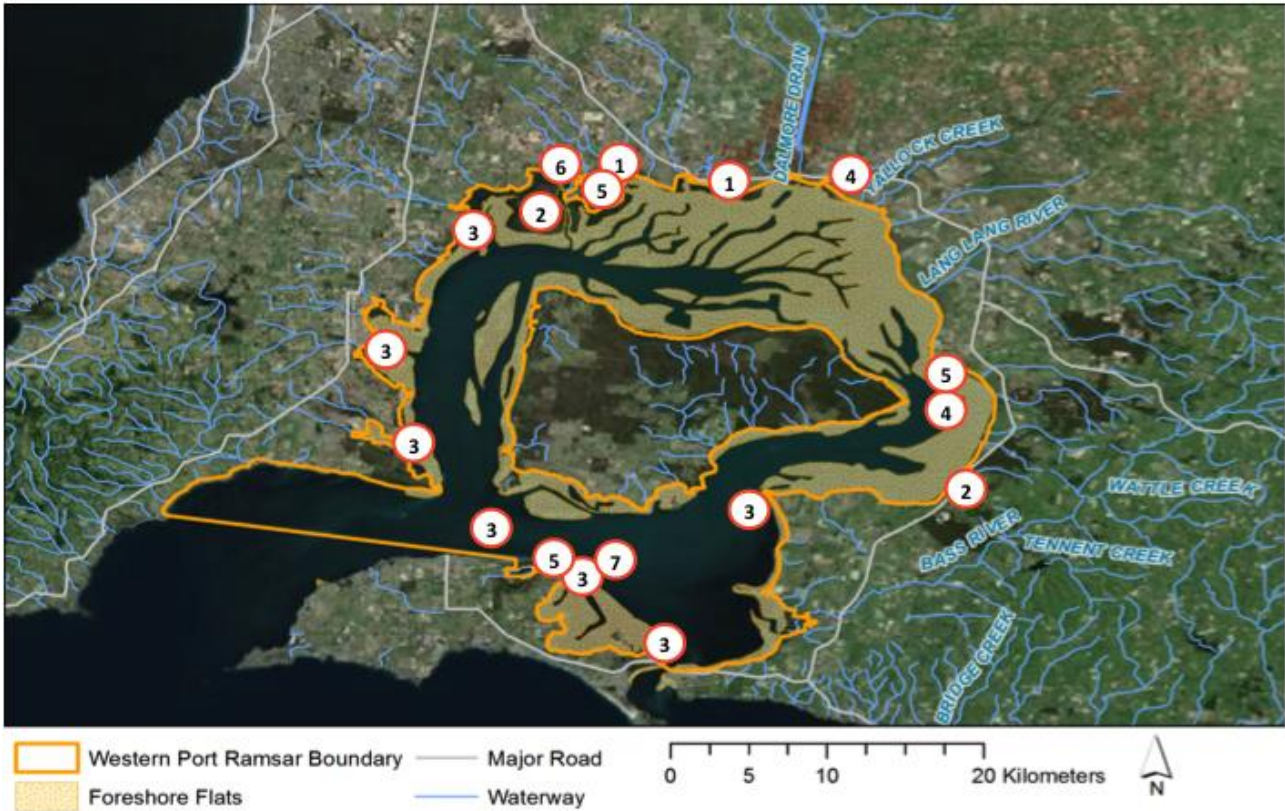 6
1
5
1
4
2
3
DALMORE DRAIN
YALLOCK CREEK
LANG LANG RIVER
3
5
4
3
2
WATTLE CREEK
3
3
BASS RIVER
TENNENT CREEK
5
3
7
3
BRIDGE CREEK
Western Port Ramsar Boundary
Major Road
Foreshore Flats
Waterway
0 5 10 20 Kilometers
N